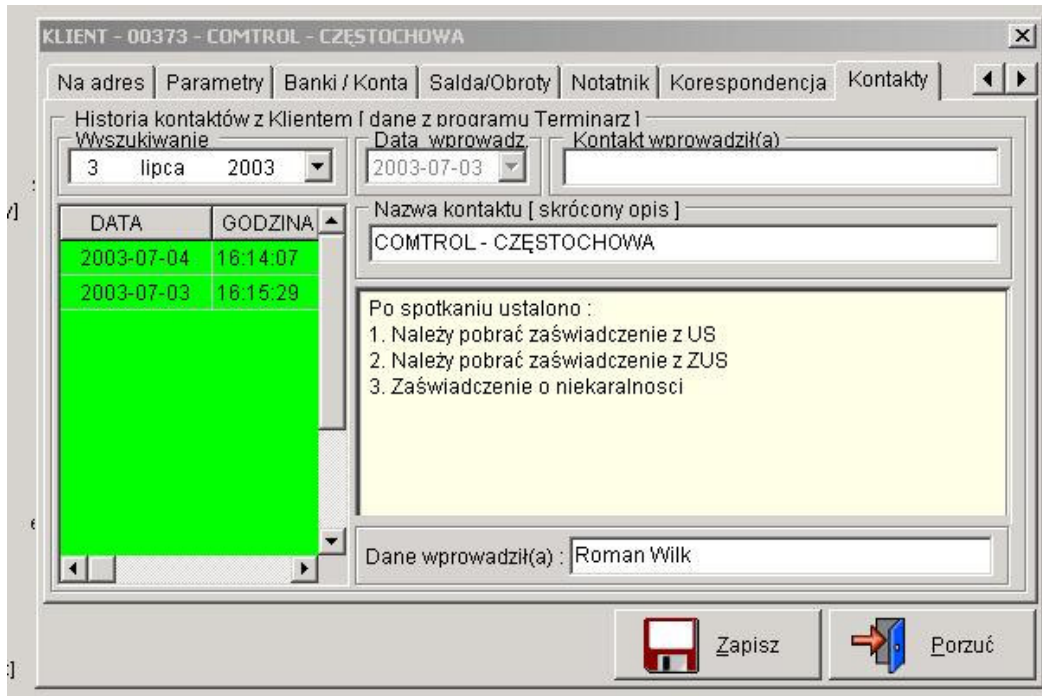 KLIENT - 00373 - COMTROL - CZĘSTOCHOWA
Na adres Parametry Banki / Konta Salda/Obroty Notatnik Korespondencja Kontakty
Historia kontaktów z Klientem [ dane z programu Terminarz ]
Wyszukiwanie Data wprowadz. Kontakt wprowadził(a)
3 lipca 2003 2003-07-03
DATA GODZINA
2003-07-04 16:14:07
2003-07-03 16:15:29
Nazwa kontaktu [ skrócony opis ]
COMTROL - CZĘSTOCHOWA
Po spotkaniu ustalono :
1. Należy pobrać zaświadczenie z US
2. Należy pobrać zaświadczenie z ZUS
3. Zaświadczenie o niekaralnosci
Dane wprowadził(a) : Roman Wilk
Zapisz Porzuć